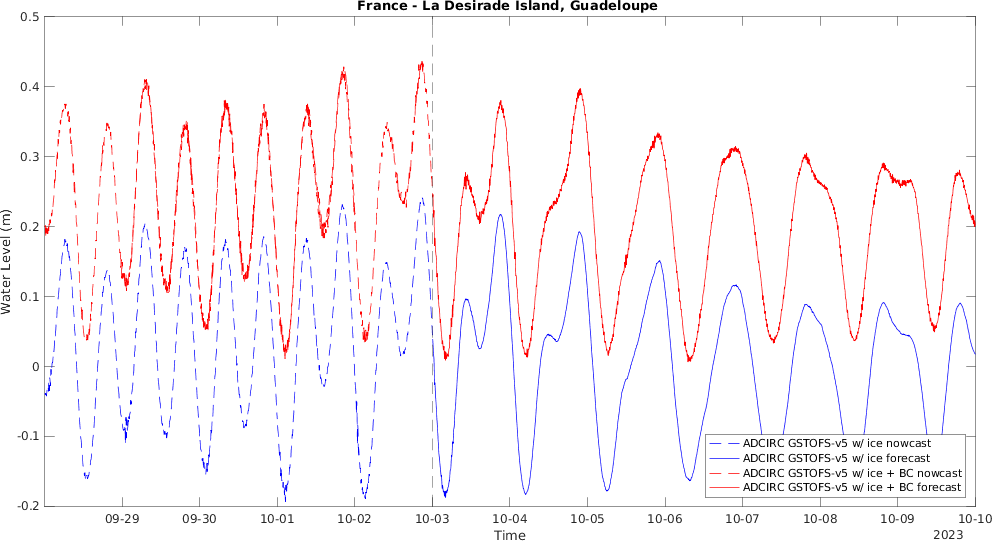 France - La Desirade Island, Guadeloupe
Water Level (m)
0.5
0.4
0.3
0.2
0.1
0
-0.1
-0.2
ADCIRC GSTOFS-v5 w/ ice nowcast
ADCIRC GSTOFS-v5 w/ ice forecast
ADCIRC GSTOFS-v5 w/ ice + BC nowcast
ADCIRC GSTOFS-v5 w/ ice + BC forecast
09-29 09-30 10-01 10-02 10-03 10-04 10-05 10-06 10-07 10-08 10-09 10-10
Time
2023